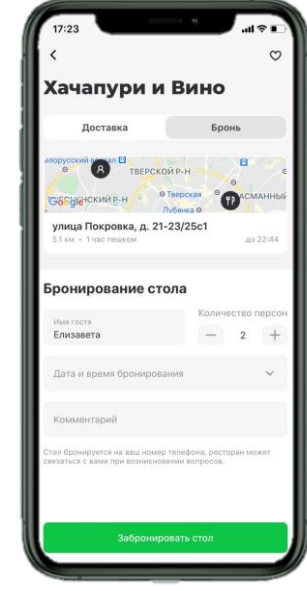 17:23
Хачапури и Вино
Доставка
Бронь
ТВЕРСКОЙ Р-Н
Тверская
Google
Лубянка
улица Покровка, д. 21-23/25с1
5.1 км • 1 час пешком
до 22:44
Бронирование стола
Количество персон
Имя гостя
Елизавета
— 2 +
Дата и время бронирования
Комментарий
Стол бронируется на ваш номер телефона, ресторан может
связаться с вами при возникновении вопросов.
Забронировать стол